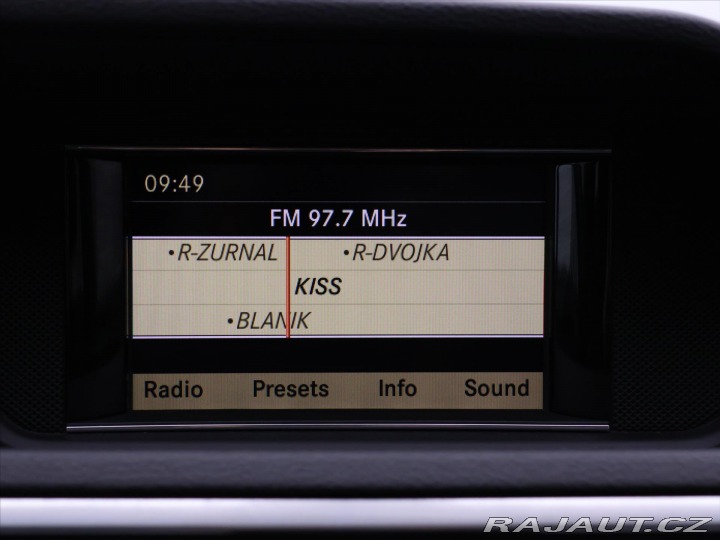 09:49
FM 97.7 MHz
•R-ZURNAL •R-DVOJKA
KISS
•BLANIK
Radio Presets Info Sound
RAJAUT.CZ